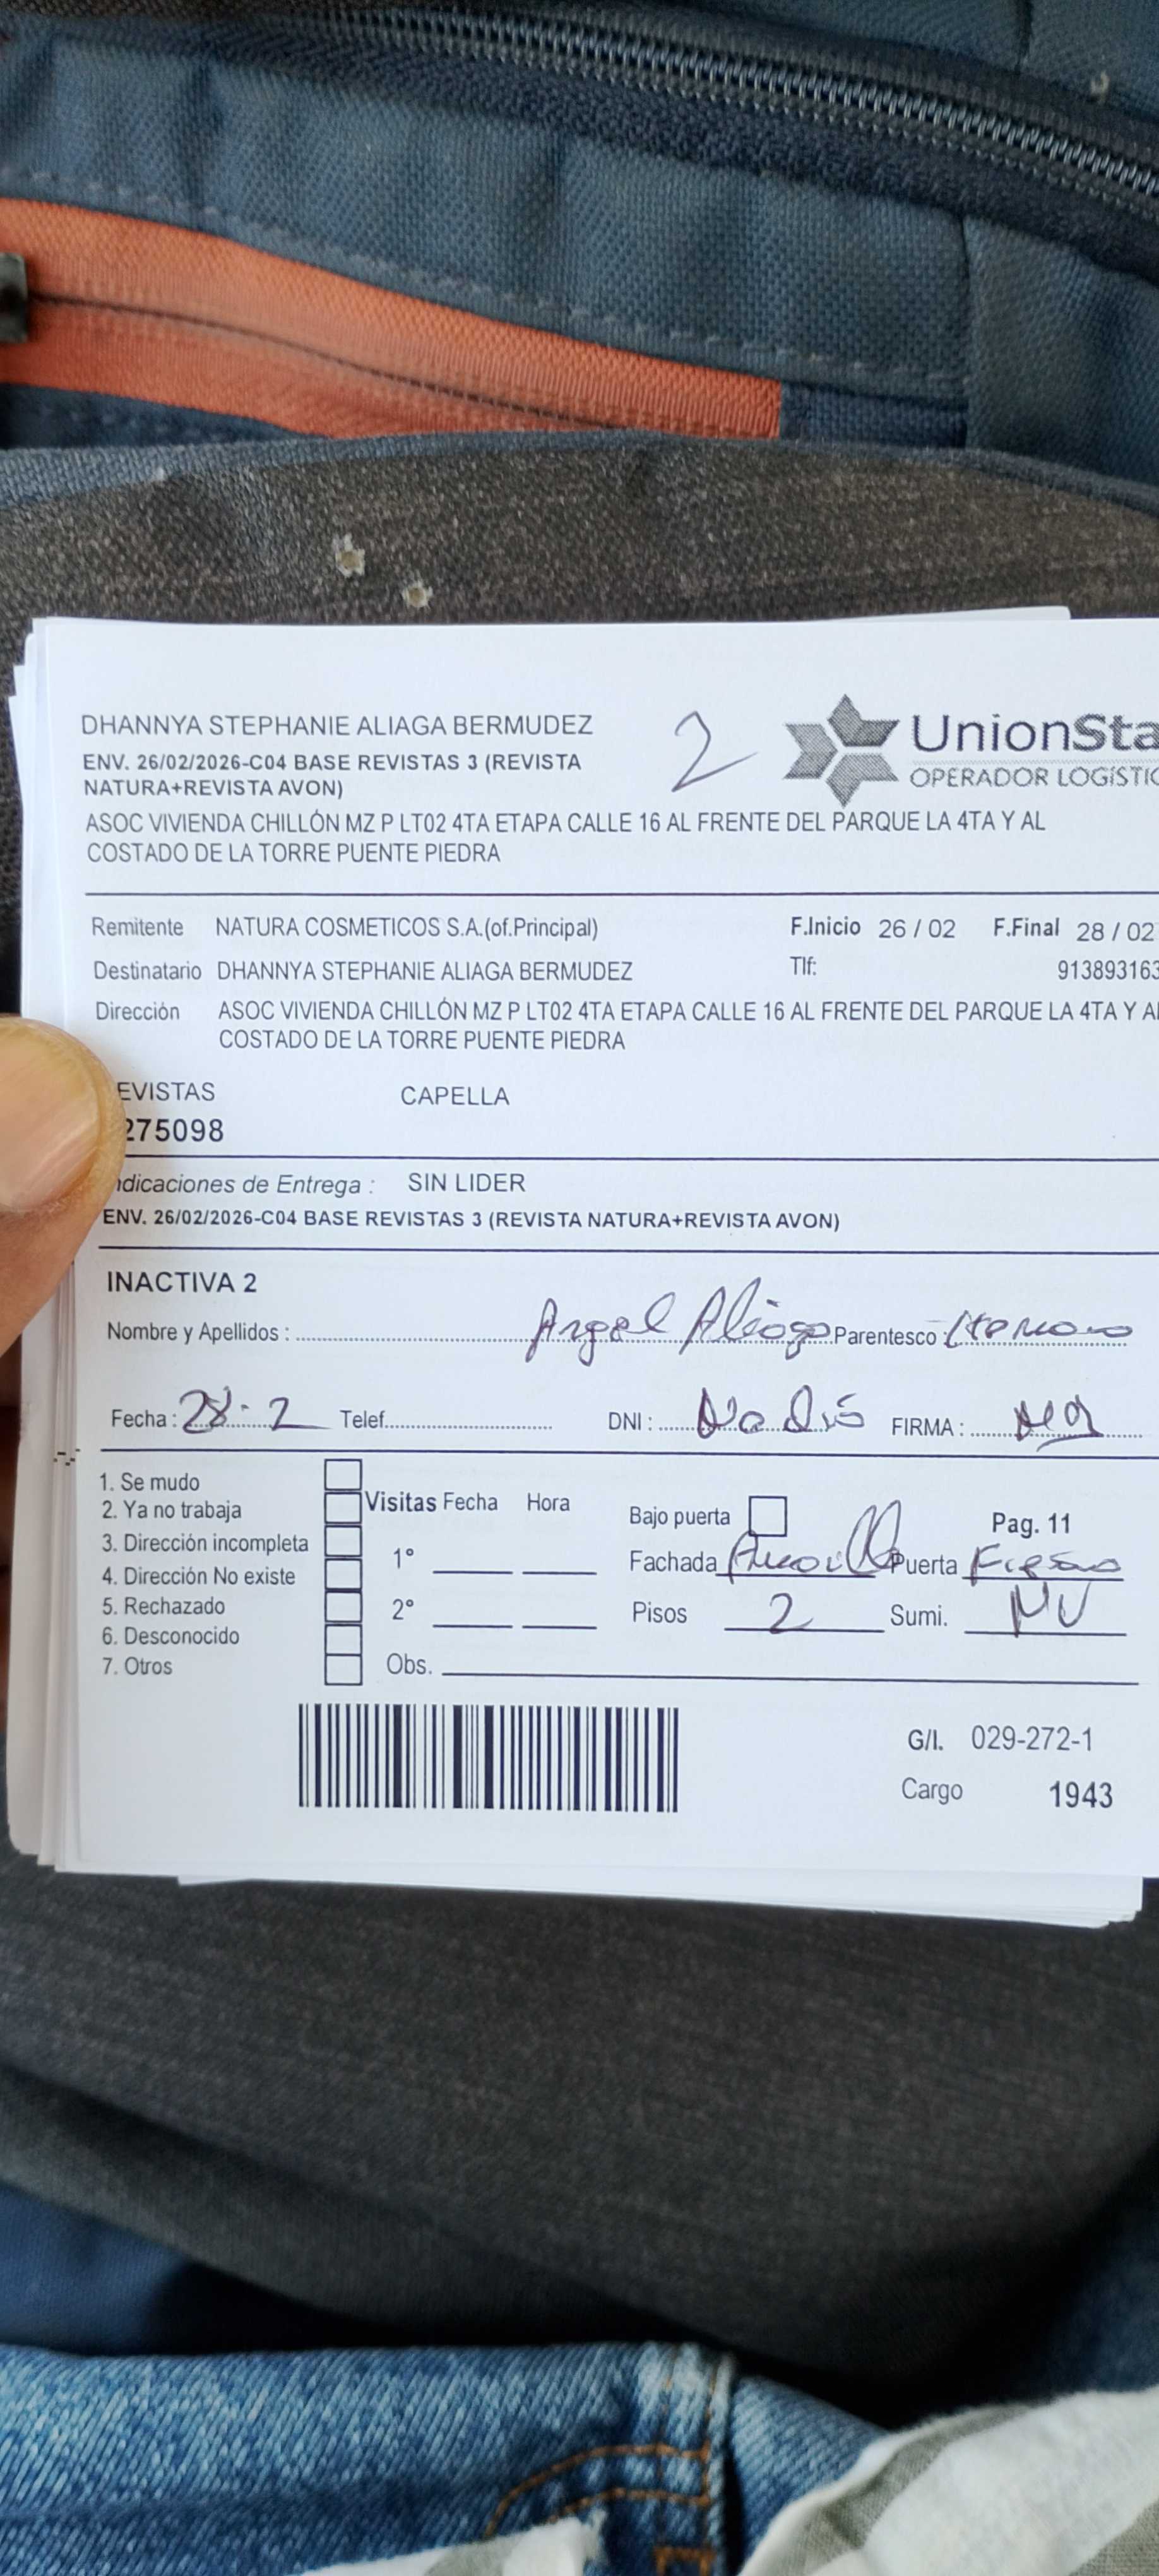 DHANNYA STEPHANIE ALIAGA BERMUDEZ
2
UnionSta
OPERADOR LOGÍSTIC
ENV. 26/02/2026-C04 BASE REVISTAS 3 (REVISTA
NATURA+REVISTA AVON)
ASOC VIVIENDA CHILLÓN MZ P LT02 4TA ETAPA CALLE 16 AL FRENTE DEL PARQUE LA 4TA Y AL
COSTADO DE LA TORRE PUENTE PIEDRA
Remitente NATURA COSMETICOS S.A.(of.Principal) F.Inicio 26 / 02 F.Final 28 / 02
Destinatario DHANNYA STEPHANIE ALIAGA BERMUDEZ Tlf: 913893163
Dirección ASOC VIVIENDA CHILLÓN MZ P LT02 4TA ETAPA CALLE 16 AL FRENTE DEL PARQUE LA 4TA Y AL
COSTADO DE LA TORRE PUENTE PIEDRA
EVISTAS CAPELLA
275098
ndicaciones de Entrega : SIN LIDER
ENV. 26/02/2026-C04 BASE REVISTAS 3 (REVISTA NATURA+REVISTA AVON)
INACTIVA 2
Nombre y Apellidos : Angel Aliaga Parentesco : Hermano
Fecha : 28-2 Telef. DNI : No dió FIRMA :
1. Se mudo
2. Ya no trabaja
3. Dirección incompleta
4. Dirección No existe
5. Rechazado
6. Desconocido
7. Otros
Visitas Fecha Hora
1°
2°
Obs.
Bajo puerta Pag. 11
Fachada Puerta Fierro
Pisos 2 Sumi. NV
G/I. 029-272-1
Cargo 1943